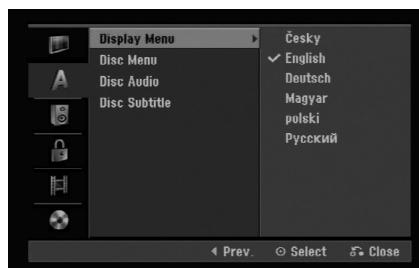 Display Menu
Disc Menu
Disc Audio
Disc Subtitle
Česky
English
Deutsch
Magyar
polski
Русский
A
Prev.
Select
Close